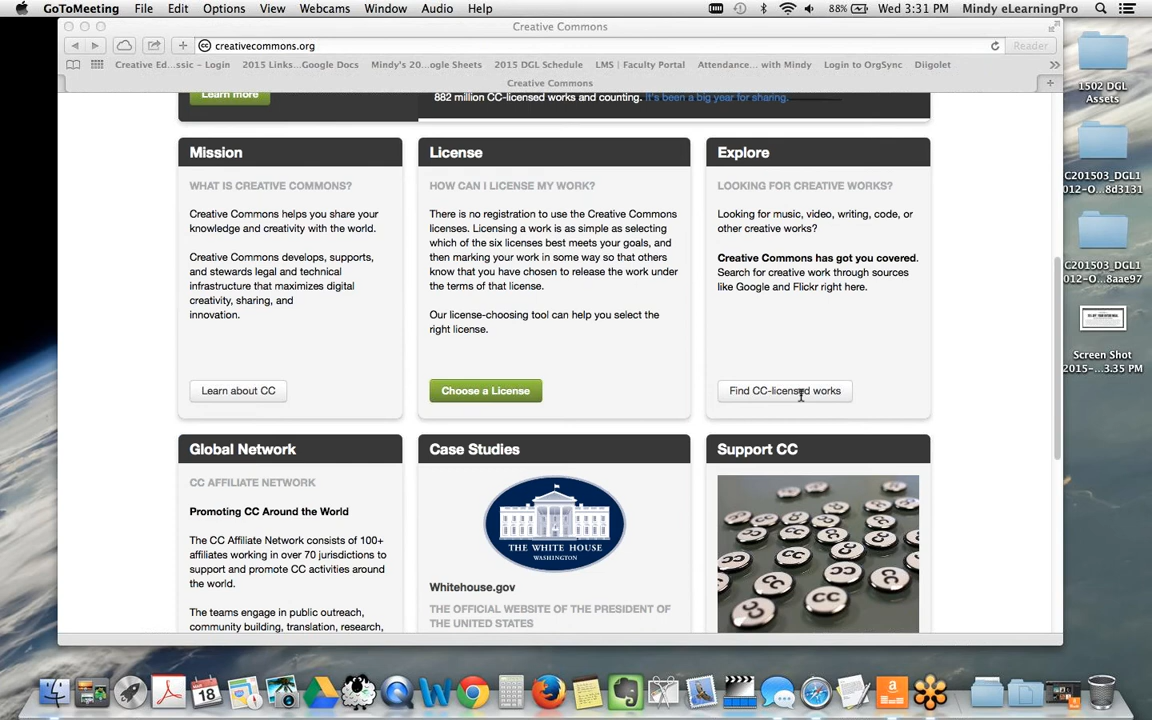 GoToMeeting File Edit Options View Webcams Window Audio Help 88% Wed 3:31 PM Mindy eLearningPro
Creative Commons
creativecommons.org Reader
Creative Ed...ssic – Login 2015 Links...Google Docs Mindy's 20...ogle Sheets 2015 DGL Schedule LMS | Faculty Portal Attendance... with Mindy Login to OrgSync Diigolet
Creative Commons
Learn more
882 million CC-licensed works and counting. It's been a big year for sharing.
Mission
WHAT IS CREATIVE COMMONS?
Creative Commons helps you share your
knowledge and creativity with the world.
Creative Commons develops, supports,
and stewards legal and technical
infrastructure that maximizes digital
creativity, sharing, and
innovation.
Learn about CC
License
HOW CAN I LICENSE MY WORK?
There is no registration to use the Creative Commons
licenses. Licensing a work is as simple as selecting
which of the six licenses best meets your goals, and
then marking your work in some way so that others
know that you have chosen to release the work under
the terms of that license.
Our license-choosing tool can help you select the
right license.
Choose a License
Explore
LOOKING FOR CREATIVE WORKS?
Looking for music, video, writing, code, or
other creative works?
Creative Commons has got you covered.
Search for creative work through sources
like Google and Flickr right here.
Find CC-licensed works
Global Network
CC AFFILIATE NETWORK
Promoting CC Around the World
The CC Affiliate Network consists of 100+
affiliates working in over 70 jurisdictions to
support and promote CC activities around
the world.
The teams engage in public outreach,
community building, translation, research,
Case Studies
THE WHITE HOUSE
WASHINGTON
Whitehouse.gov
THE OFFICIAL WEBSITE OF THE PRESIDENT OF
THE UNITED STATES
Support CC
1502 DGL
Assets
C201503_DGL1
012-O...8d3131
C201503_DGL1
012-O...8aae97
Screen Shot
2015-...3.35 PM
18